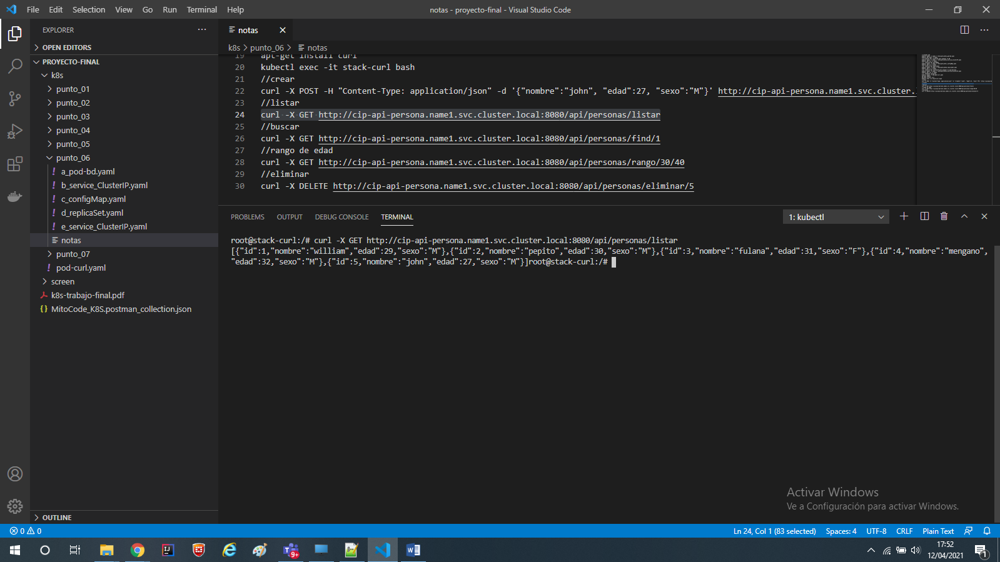 File Edit Selection View Go Run Terminal Help
notas - proyecto-final - Visual Studio Code
EXPLORER
OPEN EDITORS
PROYECTO-FINAL
k8s
punto_01
punto_02
punto_03
punto_04
punto_05
punto_06
! a_pod-bd.yaml
! b_service_ClusterIP.yaml
! c_configMap.yaml
! d_replicaSet.yaml
! e_service_ClusterIP.yaml
notas
punto_07
! pod-curl.yaml
screen
k8s-trabajo-final.pdf
{} MitoCode_K8S.postman_collection.json
OUTLINE
notas
k8s > punto_06 > notas
19 apt-get install curl
20 kubectl exec -it stack-curl bash
21 //crear
22 curl -X POST -H "Content-Type: application/json" -d '{"nombre":"john", "edad":27, "sexo":"M"}' http://cip-api-persona.name1.svc.cluster.
23 //listar
24 curl -X GET http://cip-api-persona.name1.svc.cluster.local:8080/api/personas/listar
25 //buscar
26 curl -X GET http://cip-api-persona.name1.svc.cluster.local:8080/api/personas/find/1
27 //rango de edad
28 curl -X GET http://cip-api-persona.name1.svc.cluster.local:8080/api/personas/rango/30/40
29 //eliminar
30 curl -X DELETE http://cip-api-persona.name1.svc.cluster.local:8080/api/personas/eliminar/5
PROBLEMS OUTPUT DEBUG CONSOLE TERMINAL
1: kubectl
root@stack-curl:/# curl -X GET http://cip-api-persona.name1.svc.cluster.local:8080/api/personas/listar
[{"id":1,"nombre":"william","edad":29,"sexo":"M"},{"id":2,"nombre":"pepito","edad":30,"sexo":"M"},{"id":3,"nombre":"fulana","edad":31,"sexo":"F"},{"id":4,"nombre":"mengano",
"edad":32,"sexo":"M"},{"id":5,"nombre":"john","edad":27,"sexo":"M"}]root@stack-curl:/#
Activar Windows
Ve a Configuración para activar Windows.
0 0
Ln 24, Col 1 (83 selected) Spaces: 4 UTF-8 CRLF Plain Text
9+
17:52
12/04/2021
1